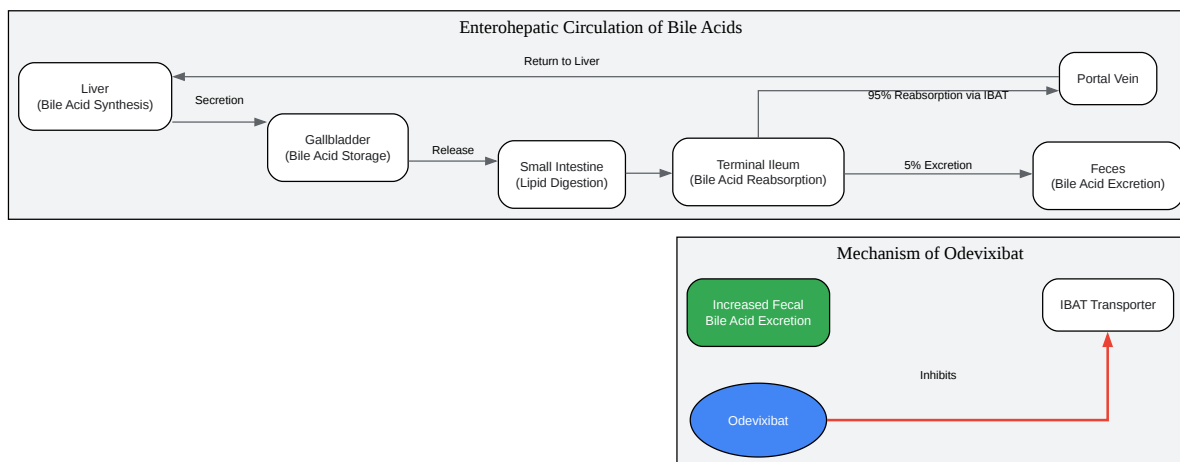 Enterohepatic Circulation of Bile Acids
Return to Liver
Portal Vein
Liver
(Bile Acid Synthesis)
Secretion
95% Reabsorption via IBAT
Gallbladder
(Bile Acid Storage)
Release
Small Intestine
(Lipid Digestion)
Terminal Ileum
(Bile Acid Reabsorption)
5% Excretion
Feces
(Bile Acid Excretion)
Mechanism of Odevixibat
Increased Fecal
Bile Acid Excretion
IBAT Transporter
Inhibits
Odevixibat